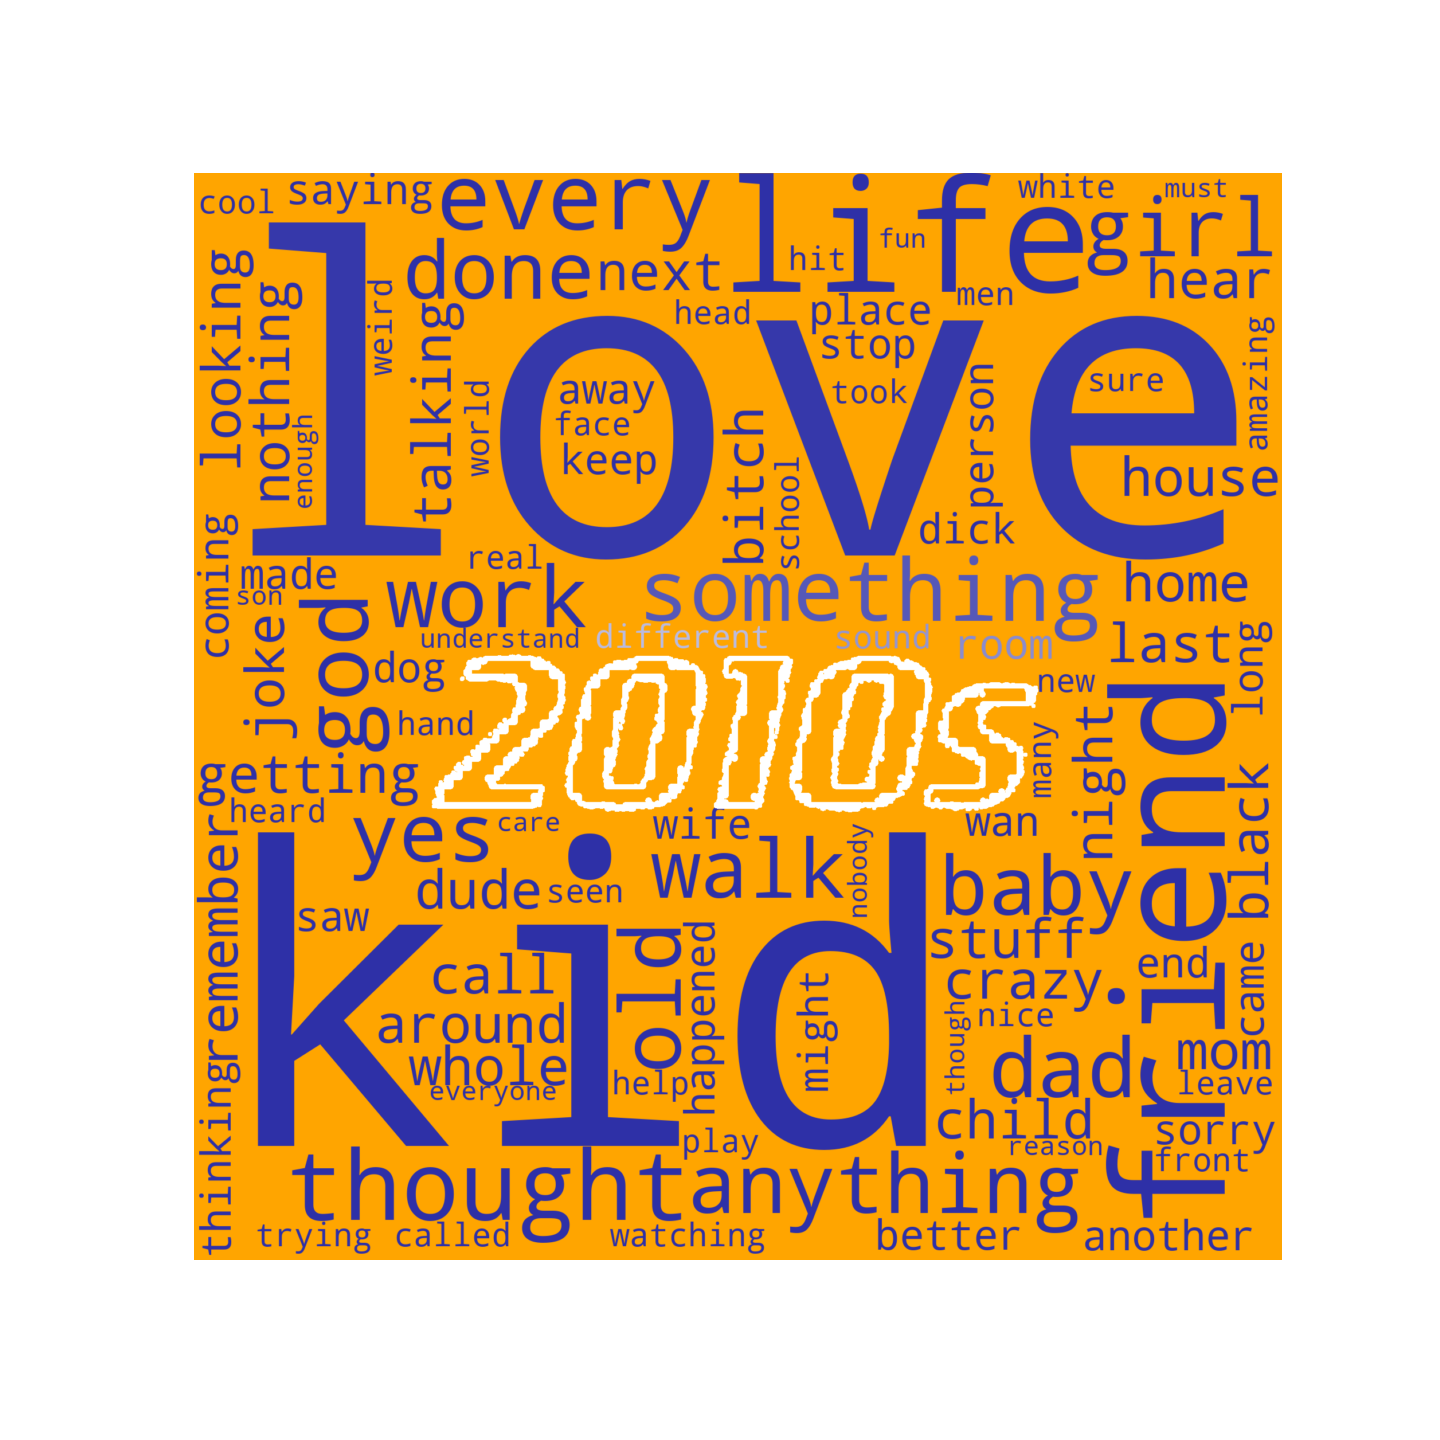 cool
saying
every
life
white
must
girl
fun
hit
hear
done
next
men
head
place
stop
looking
nothing
weird
talking
love
away
face
keep
world
took
person
sure
amazing
enough
bitch
school
house
dick
coming
real
made
son
work
something
home
god
joke
understand
different
sound
room
last
long
dog
hand
2010s
new
many
night
friend
getting
heard
yes
care
wife
wan
black
remember
kid
dude
seen
walk
nobody
baby
saw
stuff
call
old
happened
might
crazy
end
came
around
though
nice
whole
everyone
help
dad
mom
leave
thinking
play
child
reason
sorry
front
thought
anything
trying
called
watching
better
another